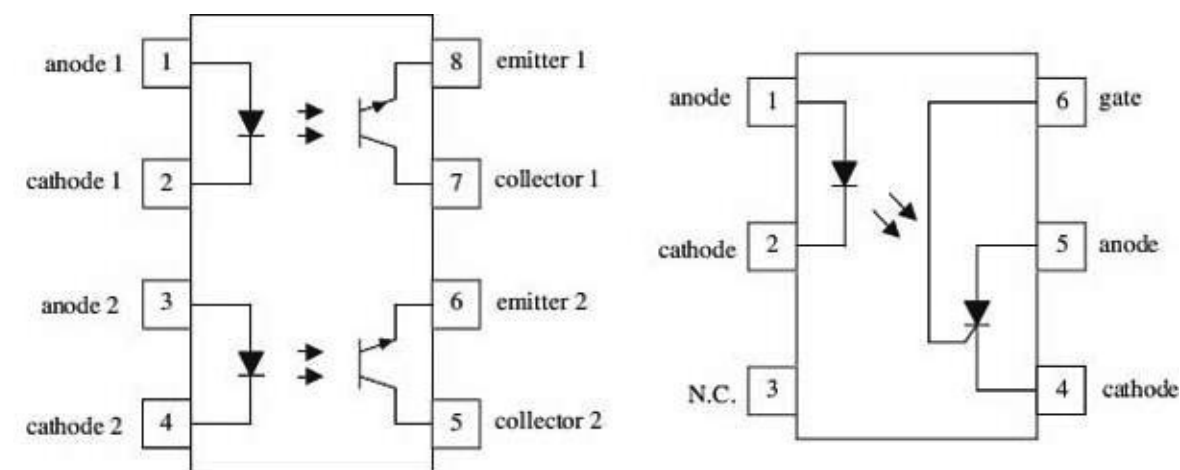 anode 1 1 8 emitter 1
cathode 1 2 7 collector 1
anode 2 3 6 emitter 2
cathode 2 4 5 collector 2
anode 1 6 gate
cathode 2 5 anode
N.C. 3 4 cathode